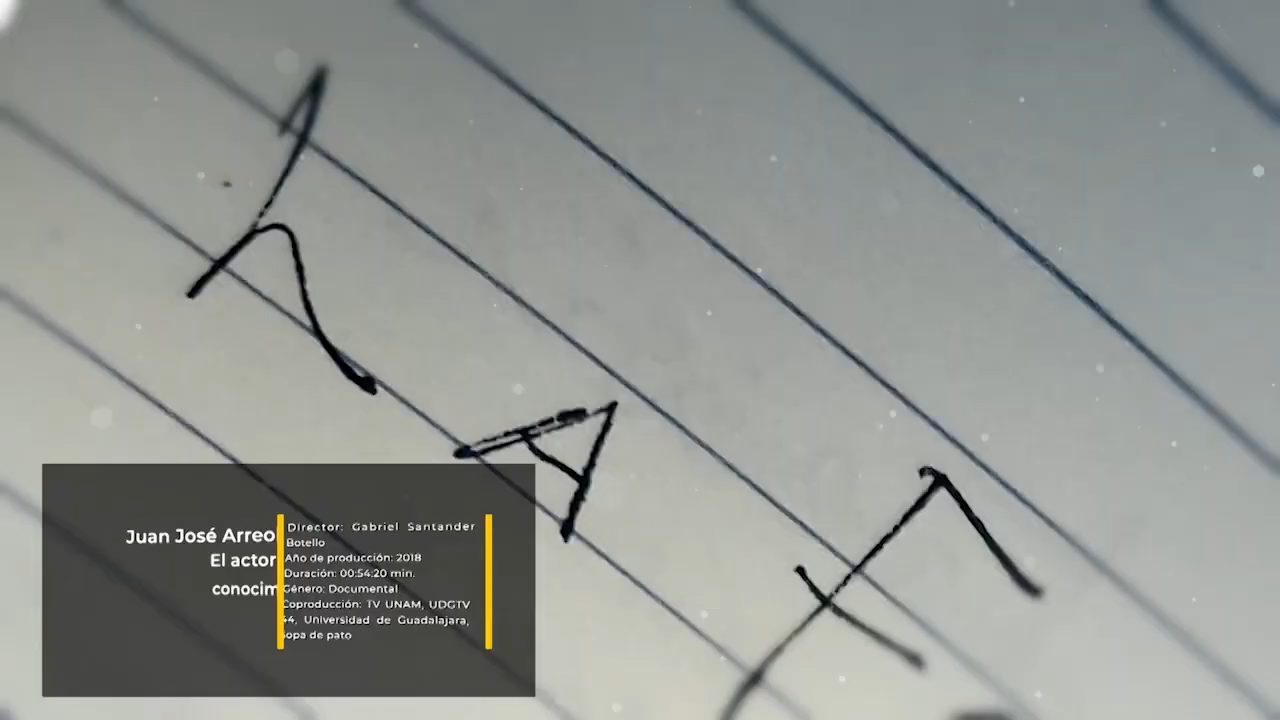 A F
Juan José Arreo
El actor
conocim
Director: Gabriel Santander
Botello
Año de producción: 2018
Duración: 00:54:20 min.
Género: Documental
Coproducción: TV UNAM, UDGTV
44, Universidad de Guadalajara,
Sopa de pato